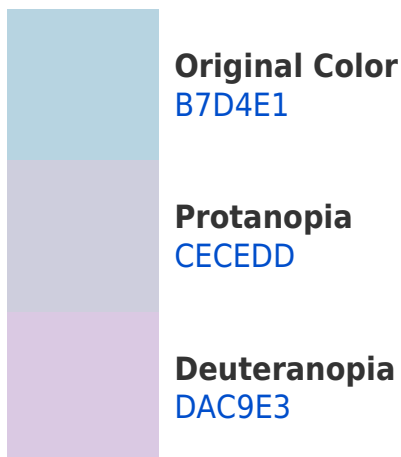 Original Color
B7D4E1
Protanopia
CECEDD
Deuteranopia
DAC9E3